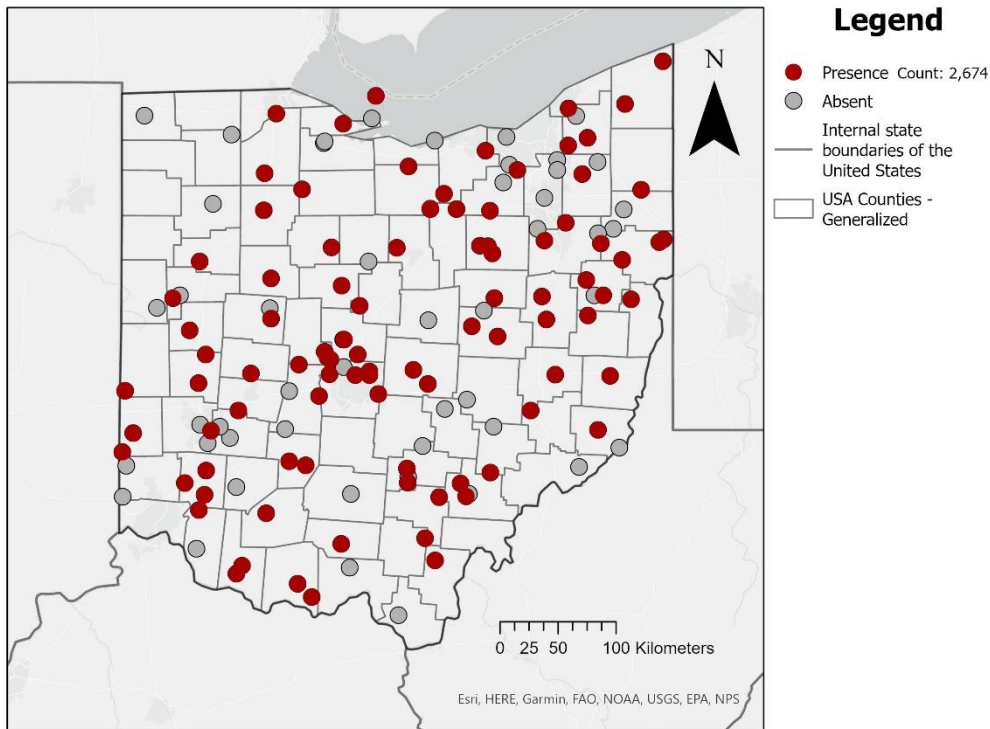 Legend
N
Presence Count: 2,674
Absent
Internal state
boundaries of the
United States
USA Counties -
Generalized
0 25 50 100 Kilometers
Esri, HERE, Garmin, FAO, NOAA, USGS, EPA, NPS